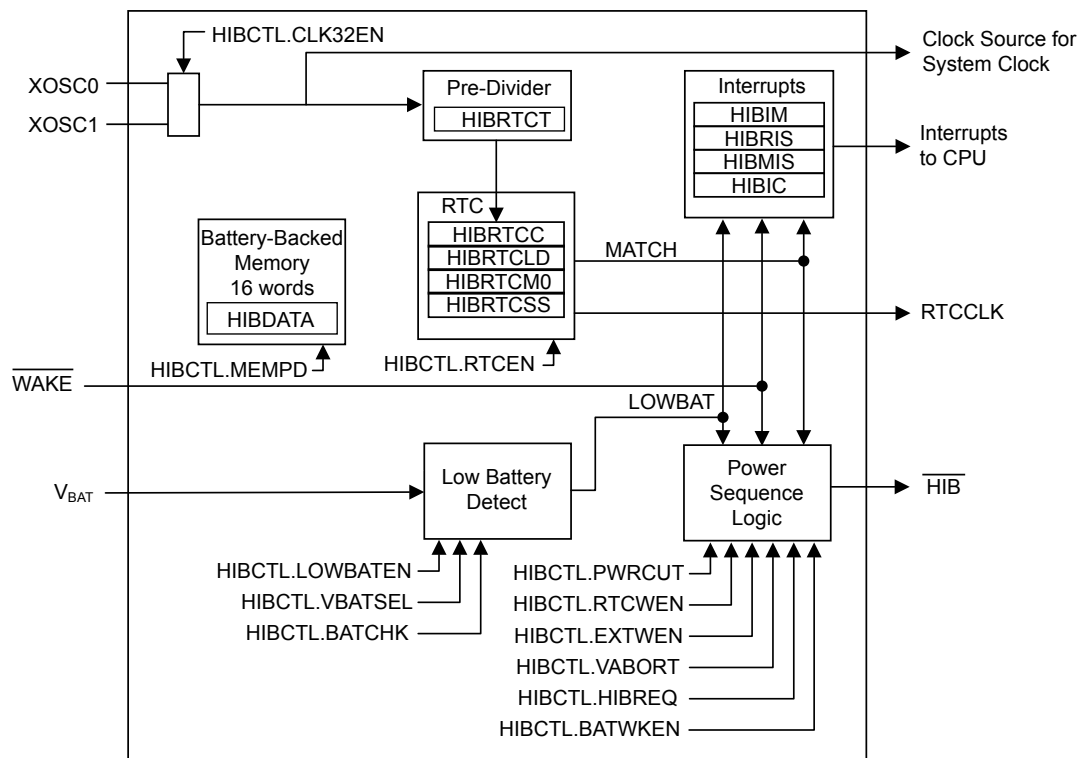 HIBCTL.CLK32EN
XOSC0
XOSC1
Clock Source for
System Clock
Pre-Divider
HIBRTCT
Interrupts
HIBIM
HIBRIS
HIBMIS
HIBIC
Interrupts
to CPU
RTC
HIBRTCC
HIBRTCLD
HIBRTCM0
HIBRTCSS
MATCH
RTCCLK
Battery-Backed
Memory
16 words
HIBDATA
HIBCTL.MEMPD
HIBCTL.RTCEN
WAKE
LOWBAT
VBAT
Low Battery
Detect
Power
Sequence
Logic
HIB
HIBCTL.LOWBATEN
HIBCTL.VBATSEL
HIBCTL.BATCHK
HIBCTL.PWRCUT
HIBCTL.RTCWEN
HIBCTL.EXTWEN
HIBCTL.VABORT
HIBCTL.HIBREQ
HIBCTL.BATWKEN